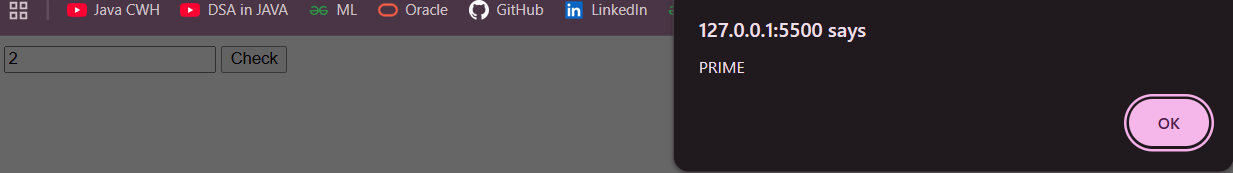 Java CWH DSA in JAVA ML Oracle GitHub LinkedIn
2 Check
127.0.0.1:5500 says
PRIME
OK